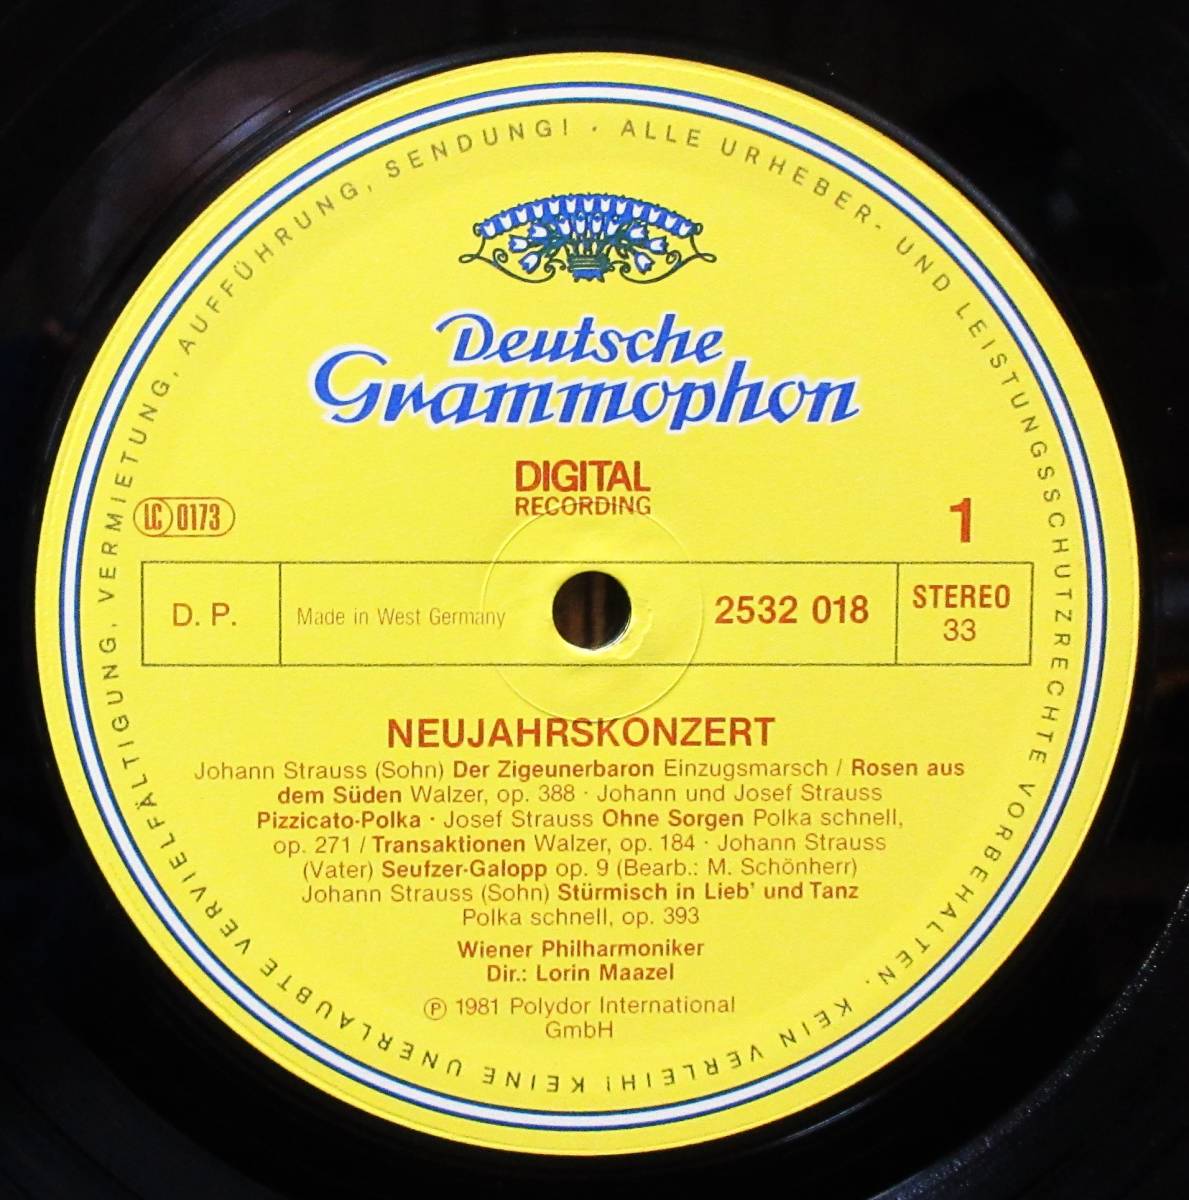 ALLE URHEBER- UND LEISTUNGSSCHUTZRECHTE VORBEHALTEN. KEIN VERLEIH! KEINE UNERLAUBTE VERVIELFÄLTIGUNG, VERMIETUNG, AUFFÜHRUNG, SENDUNG! ·
Deutsche
Grammophon
DIGITAL
RECORDING
LC 0173
1
D. P.
Made in West Germany
2532 018
STEREO
33
NEUJAHRSKONZERT
Johann Strauss (Sohn) Der Zigeunerbaron Einzugsmarsch / Rosen aus
dem Süden Walzer, op. 388 · Johann und Josef Strauss
Pizzicato-Polka · Josef Strauss Ohne Sorgen Polka schnell,
op. 271 / Transaktionen Walzer, op. 184 · Johann Strauss
(Vater) Seufzer-Galopp op. 9 (Bearb.: M. Schönherr)
Johann Strauss (Sohn) Stürmisch in Lieb' und Tanz
Polka schnell, op. 393
Wiener Philharmoniker
Dir.: Lorin Maazel
℗ 1981 Polydor International
GmbH